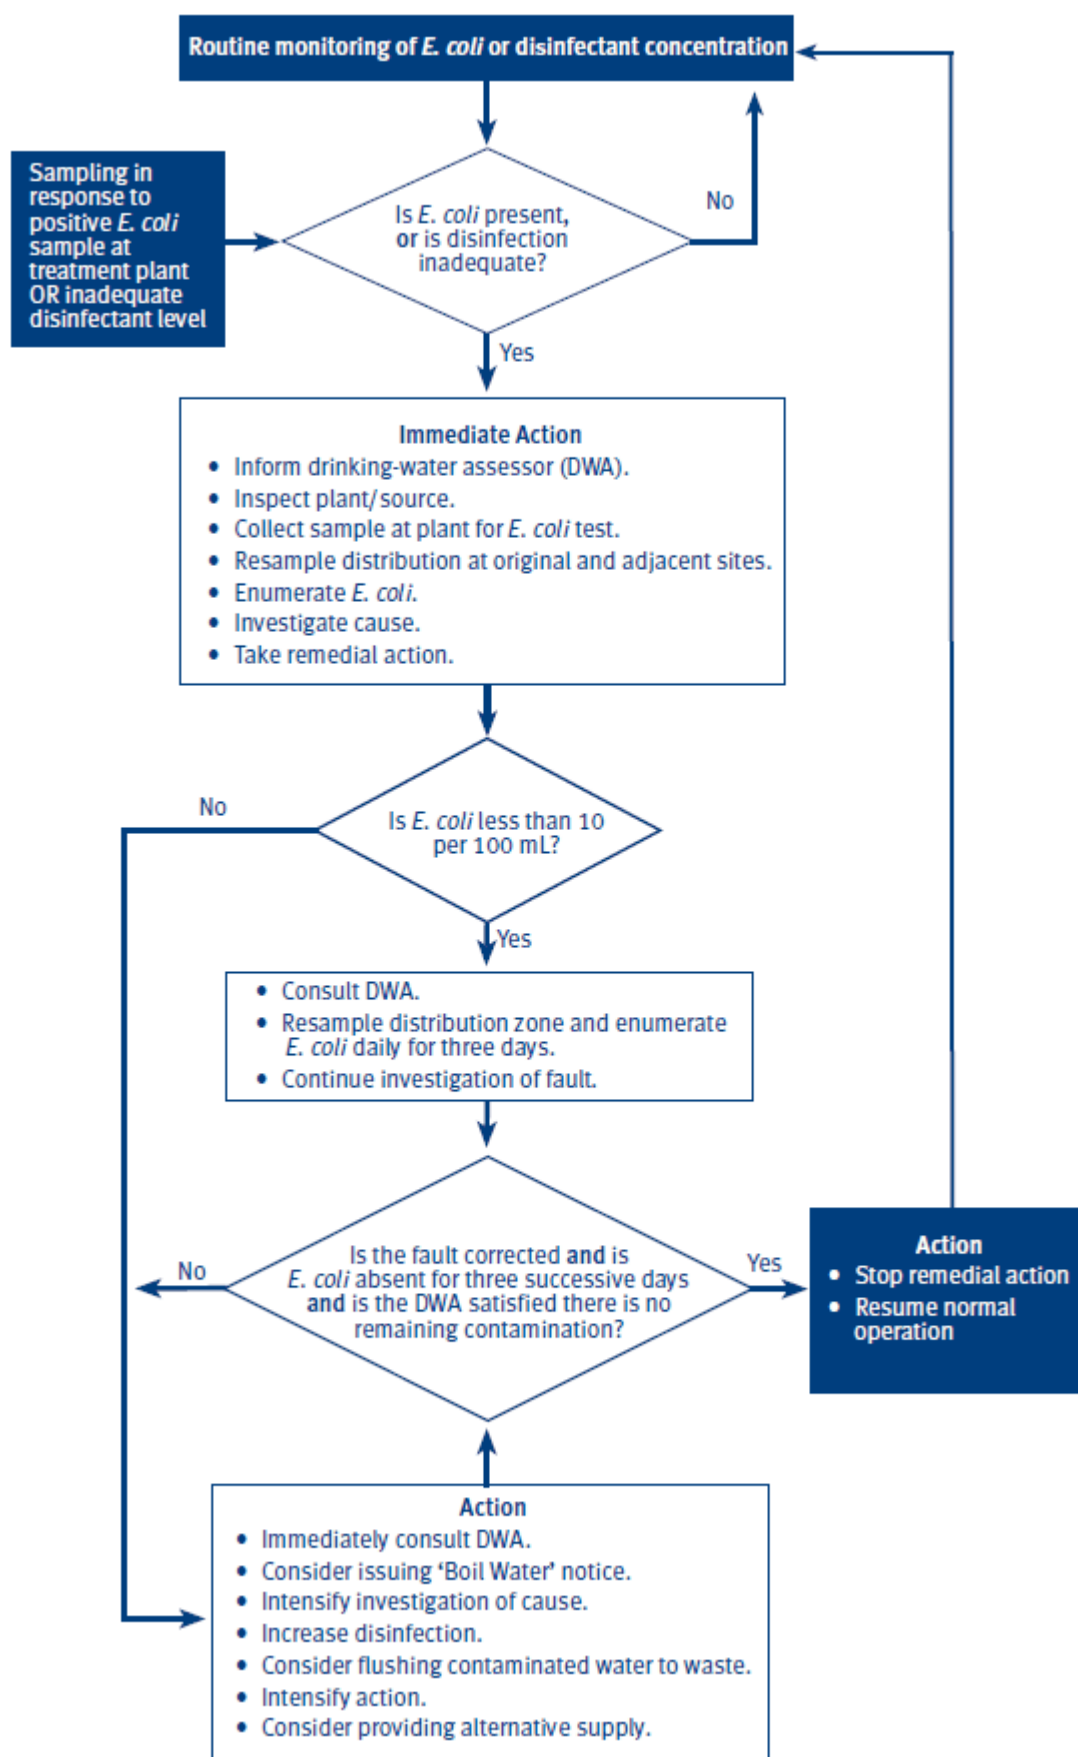 Routine monitoring of E. coli or disinfectant concentration
Sampling in
response to
positive E. coli
sample at
treatment plant
OR inadequate
disinfectant level
Is E. coli present,
or is disinfection
inadequate?
No
Yes
Immediate Action
• Inform drinking-water assessor (DWA).
• Inspect plant/source.
• Collect sample at plant for E. coli test.
• Resample distribution at original and adjacent sites.
• Enumerate E. coli.
• Investigate cause.
• Take remedial action.
No
Is E. coli less than 10
per 100 mL?
Yes
• Consult DWA.
• Resample distribution zone and enumerate
E. coli daily for three days.
• Continue investigation of fault.
No
Is the fault corrected and is
E. coli absent for three successive days
and is the DWA satisfied there is no
remaining contamination?
Yes
Action
• Stop remedial action
• Resume normal
operation
Action
• Immediately consult DWA.
• Consider issuing ‘Boil Water’ notice.
• Intensify investigation of cause.
• Increase disinfection.
• Consider flushing contaminated water to waste.
• Intensify action.
• Consider providing alternative supply.